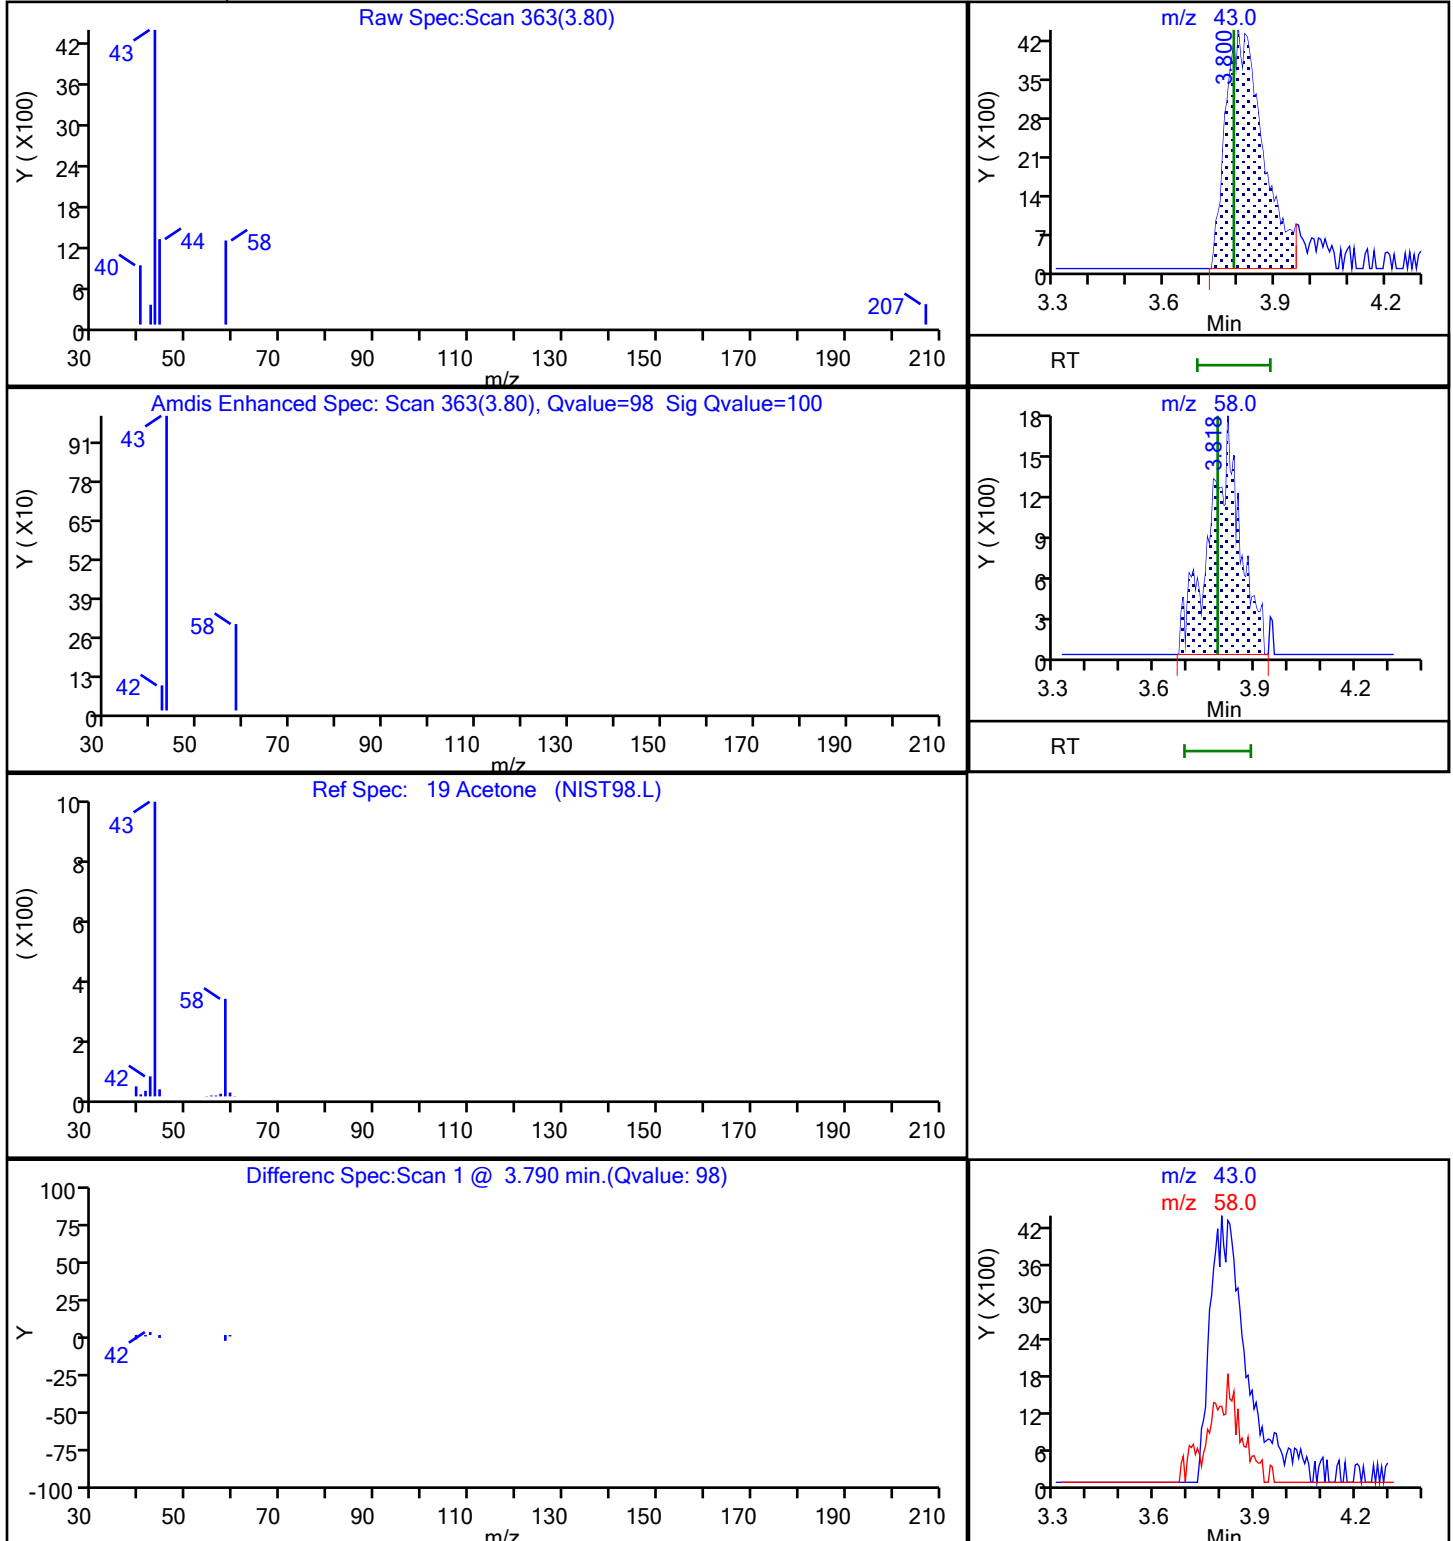 Raw Spec:Scan 363(3.80)
Y ( X100)
42
36
30
24
18
12
6
0
43
40
44
58
207
30 50 70 90 110 130 150 170 190 210
m/z
m/z 43.0
Y ( X100)
42
35
28
21
14
7
0
3.800
3.3 3.6 3.9 4.2
Min
RT
Amdis Enhanced Spec: Scan 363(3.80), Qvalue=98 Sig Qvalue=100
Y ( X10)
91
78
65
52
39
26
13
0
43
42
58
30 50 70 90 110 130 150 170 190 210
m/z
m/z 58.0
Y ( X100)
18
15
12
9
6
3
0
3.818
3.3 3.6 3.9 4.2
Min
RT
Ref Spec: 19 Acetone (NIST98.L)
( X100)
10
8
6
4
2
0
43
42
58
30 50 70 90 110 130 150 170 190 210
Differenc Spec:Scan 1 @ 3.790 min.(Qvalue: 98)
Y
100
75
50
25
0
-25
-50
-75
-100
42
30 50 70 90 110 130 150 170 190 210
m/z
m/z 43.0
m/z 58.0
Y ( X100)
42
36
30
24
18
12
6
0
3.3 3.6 3.9 4.2
Min